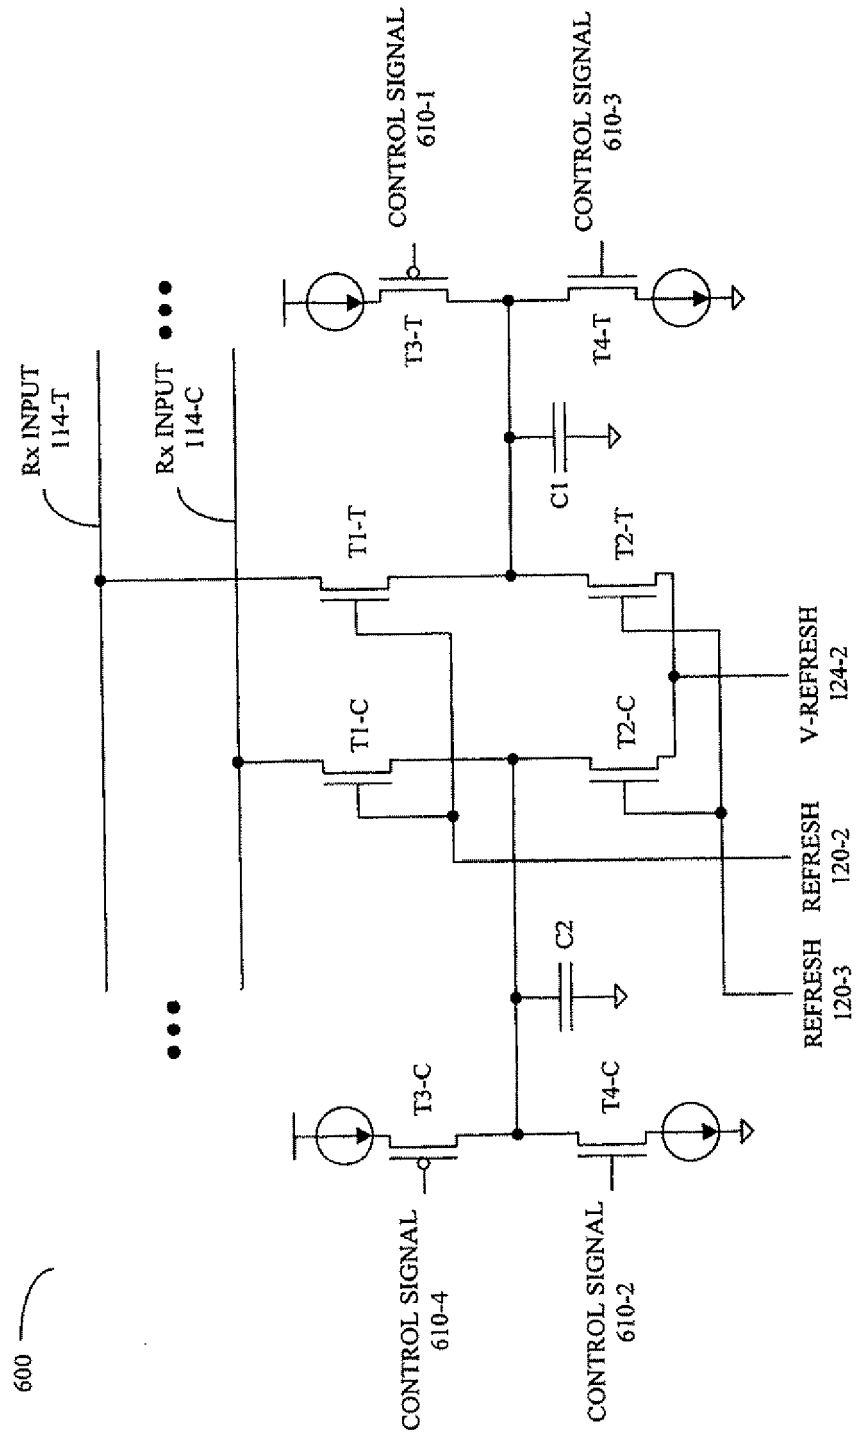 600
Rx INPUT
114-T
Rx INPUT
114-C
CONTROL SIGNAL
610-4
T3-C
T1-C
T1-T
T3-T
CONTROL SIGNAL
610-1
C2
C1
CONTROL SIGNAL
610-2
T4-C
T2-C
T2-T
T4-T
CONTROL SIGNAL
610-3
REFRESH
120-3
REFRESH
120-2
V-REFRESH
124-2